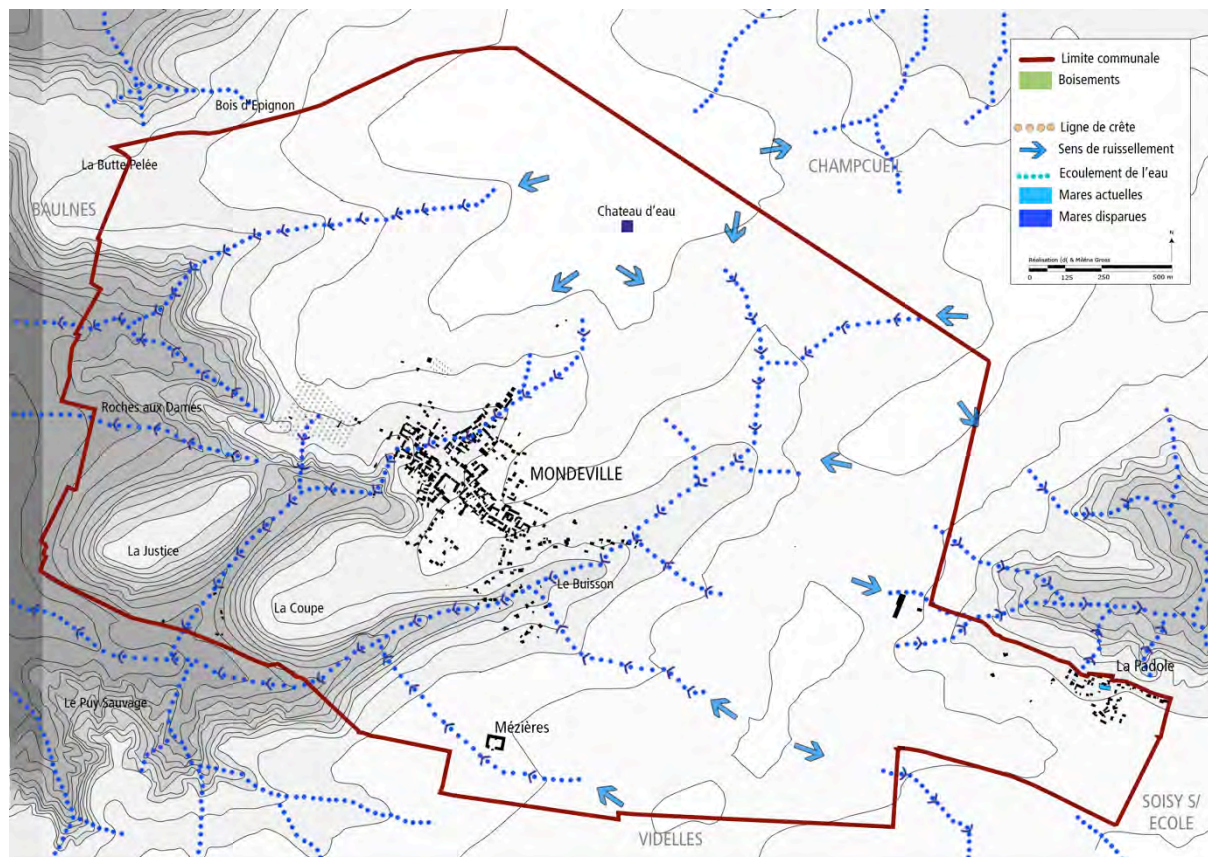 Bois d'Epignon
La Butte Pelée
BAULNES
CHAMPCUEIL
Chateau d'eau
Limite communale
Boisements
Ligne de crête
Sens de ruissellement
Ecoulement de l'eau
Mares actuelles
Mares disparues
N
0 125 250 500 m
Roches aux Dames
MONDEVILLE
La Justice
La Coupe
Le Buisson
Le Puy Sauvage
Mézières
La Padole
VIDELLES
SOISY S/
ECOLE